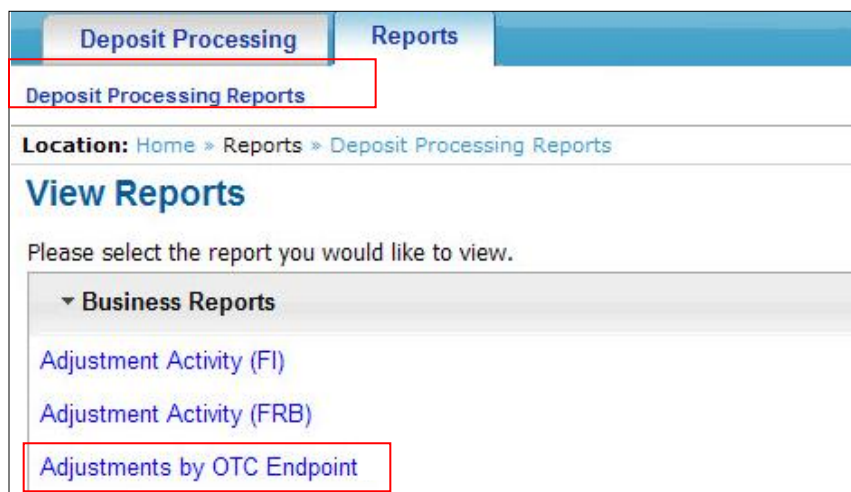 Deposit Processing Reports
Deposit Processing Reports
Location: Home » Reports » Deposit Processing Reports
View Reports
Please select the report you would like to view.
Business Reports
Adjustment Activity (FI)
Adjustment Activity (FRB)
Adjustments by OTC Endpoint